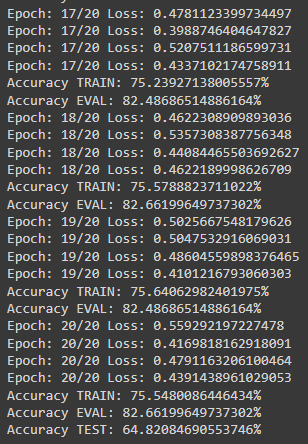 Epoch: 17/20 Loss: 0.4781123399734497
Epoch: 17/20 Loss: 0.3988746404647827
Epoch: 17/20 Loss: 0.5207511186599731
Epoch: 17/20 Loss: 0.4337102174758911
Accuracy TRAIN: 75.23927138005557%
Accuracy EVAL: 82.48686514886164%
Epoch: 18/20 Loss: 0.4622308909893036
Epoch: 18/20 Loss: 0.5357308387756348
Epoch: 18/20 Loss: 0.44084465503692627
Epoch: 18/20 Loss: 0.4622189998626709
Accuracy TRAIN: 75.5788823711022%
Accuracy EVAL: 82.66199649737302%
Epoch: 19/20 Loss: 0.5025667548179626
Epoch: 19/20 Loss: 0.5047532916069031
Epoch: 19/20 Loss: 0.48604559898376465
Epoch: 19/20 Loss: 0.4101216793060303
Accuracy TRAIN: 75.64062982401975%
Accuracy EVAL: 82.48686514886164%
Epoch: 20/20 Loss: 0.559292197227478
Epoch: 20/20 Loss: 0.4169818162918091
Epoch: 20/20 Loss: 0.4791163206100464
Epoch: 20/20 Loss: 0.4391438961029053
Accuracy TRAIN: 75.5480086446434%
Accuracy EVAL: 82.66199649737302%
Accuracy TEST: 64.82084690553746%